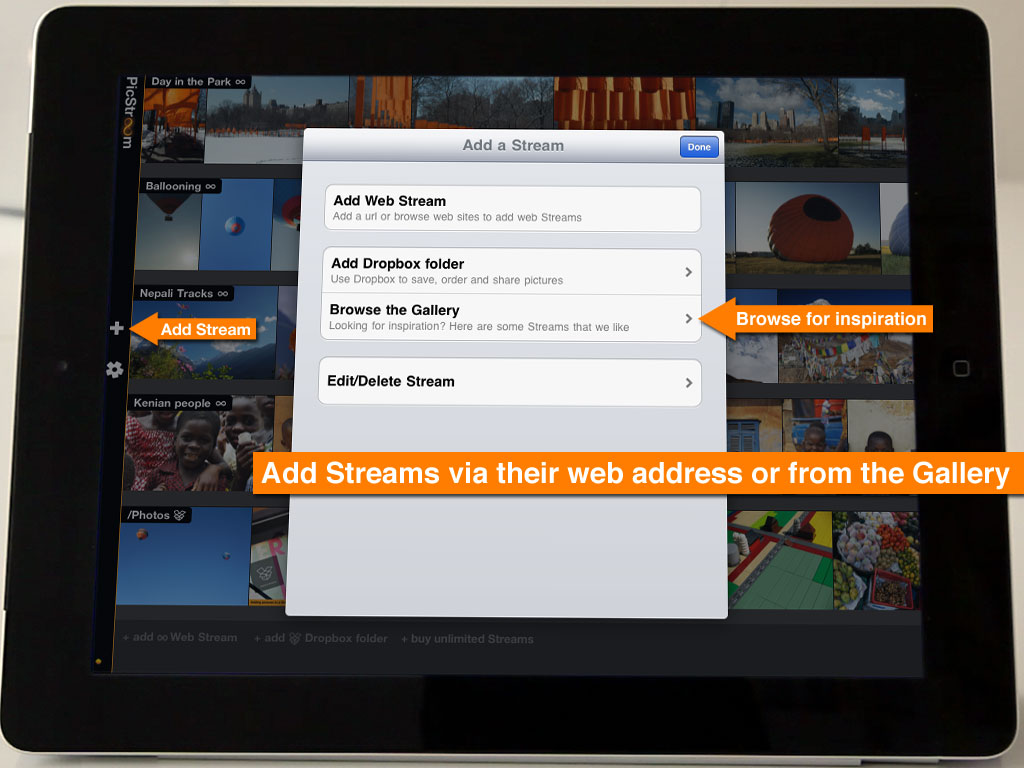 PicStroom
Day in the Park
Ballooning
Nepali Tracks
Kenian people
/Photos
Add a Stream
Done
Add Web Stream
Add a url or browse web sites to add web Streams
Add Dropbox folder
Use Dropbox to save, order and share pictures
Browse the Gallery
Looking for inspiration? Here are some Streams that we like
Edit/Delete Stream
Add Stream
Browse for inspiration
Add Streams via their web address or from the Gallery
+ add Web Stream + add Dropbox folder + buy unlimited Streams